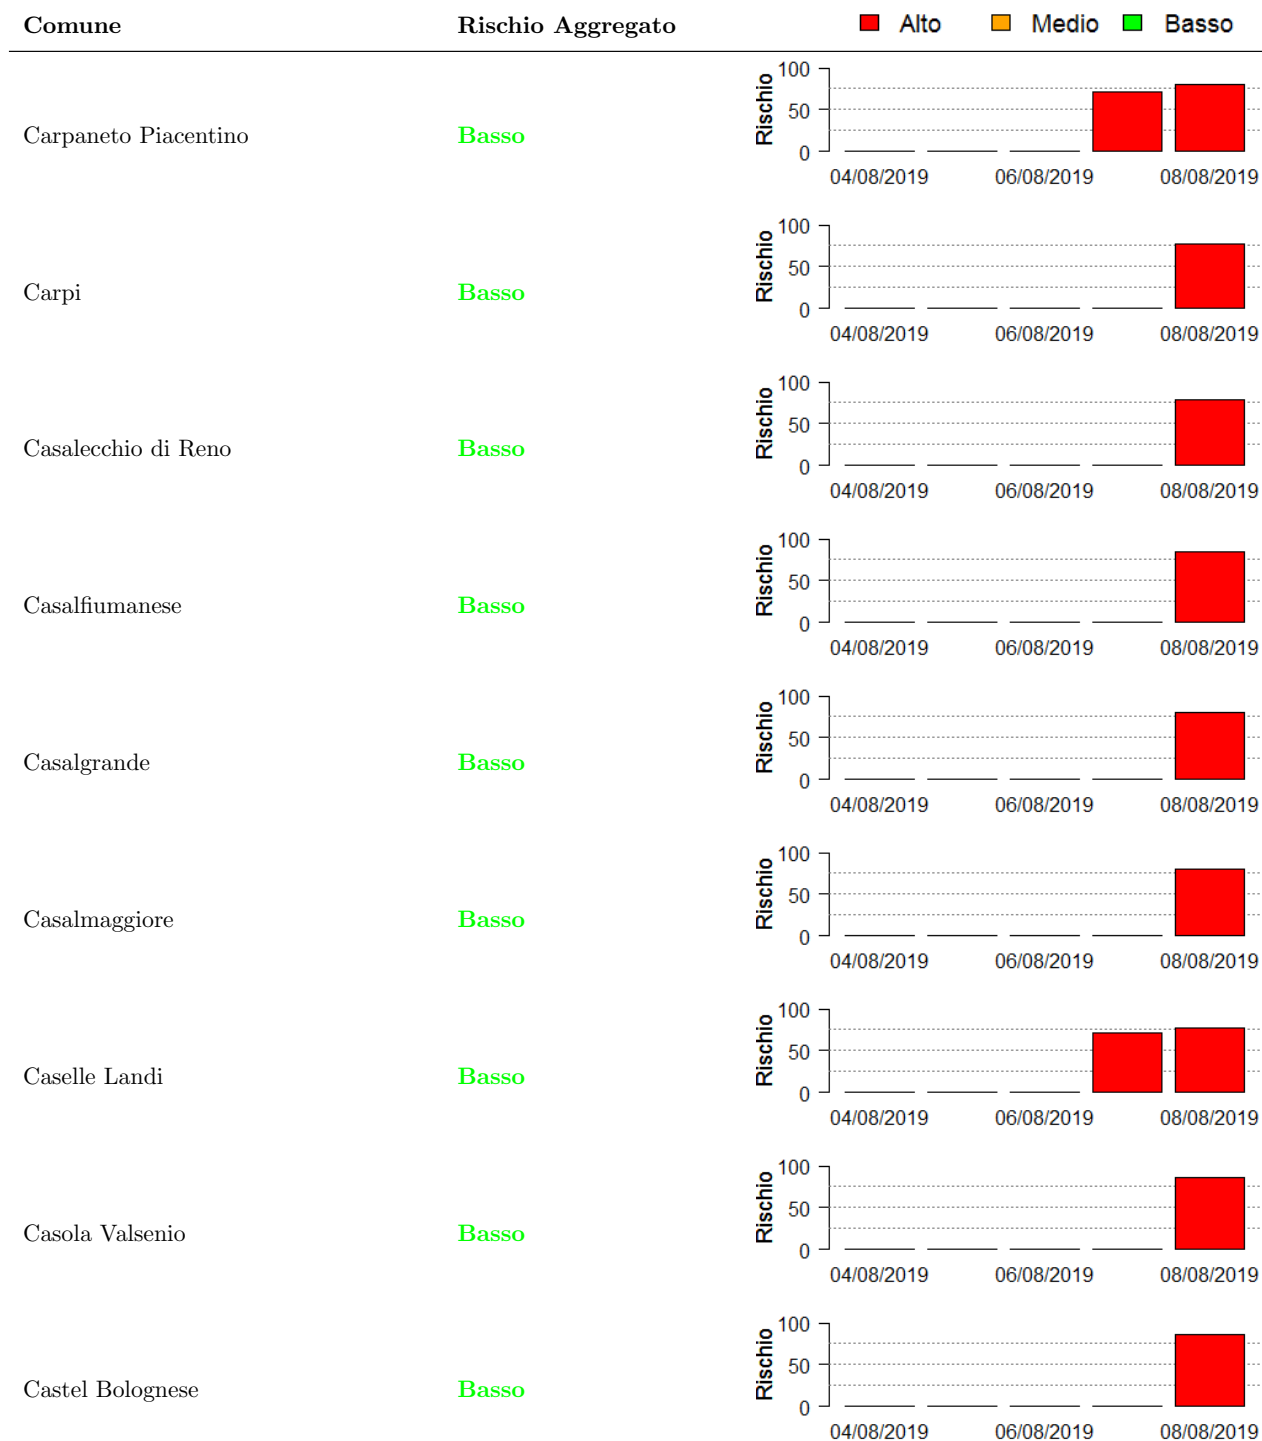 Comune Rischio Aggregato Alto Medio Basso
100
50
0
Rischio
Carpaneto Piacentino Basso
04/08/2019 06/08/2019 08/08/2019
100
50
0
Rischio
Carpi Basso
04/08/2019 06/08/2019 08/08/2019
100
50
0
Rischio
Casalecchio di Reno Basso
04/08/2019 06/08/2019 08/08/2019
100
50
0
Rischio
Casalfiumanese Basso
04/08/2019 06/08/2019 08/08/2019
100
50
0
Rischio
Casalgrande Basso
04/08/2019 06/08/2019 08/08/2019
100
50
0
Rischio
Casalmaggiore Basso
04/08/2019 06/08/2019 08/08/2019
100
50
0
Rischio
Caselle Landi Basso
04/08/2019 06/08/2019 08/08/2019
100
50
0
Rischio
Casola Valsenio Basso
04/08/2019 06/08/2019 08/08/2019
100
50
0
Rischio
Castel Bolognese Basso
04/08/2019 06/08/2019 08/08/2019